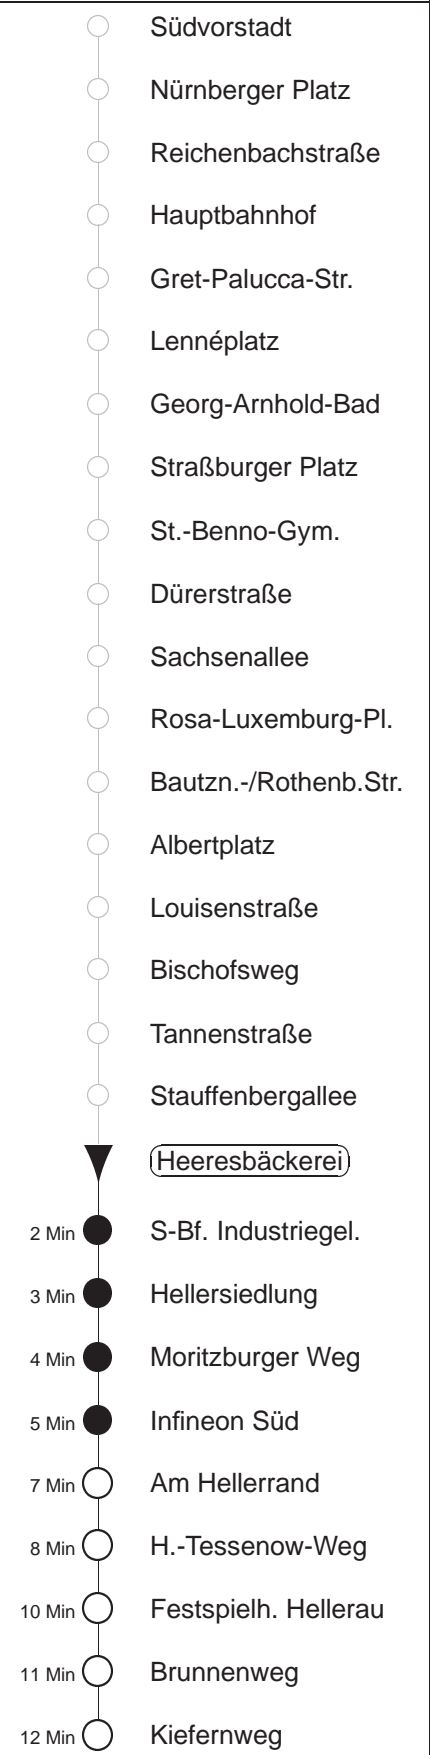 Südvorstadt
Nürnberger Platz
Reichenbachstraße
Hauptbahnhof
Gret-Palucca-Str.
Lennéplatz
Georg-Arnhold-Bad
Straßburger Platz
St.-Benno-Gym.
Dürerstraße
Sachsenallee
Rosa-Luxemburg-Pl.
Bautzn.-/Rothenb.Str.
Albertplatz
Louisenstraße
Bischofsweg
Tannenstraße
Stauffenbergallee
Heeresbäckerei
2 Min S-Bf. Industriegel.
3 Min Hellersiedlung
4 Min Moritzburger Weg
5 Min Infineon Süd
7 Min Am Hellerrand
8 Min H.-Tessenow-Weg
10 Min Festspielh. Hellerau
11 Min Brunnenweg
12 Min Kiefernweg